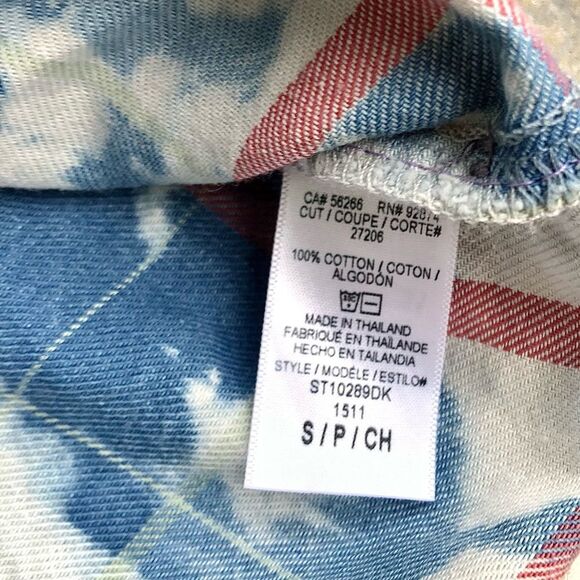 CA# 56266 RN# 92874
CUT / COUPE / CORTE#
27206
100% COTTON / COTON /
ALGODÓN
MADE IN THAILAND
FABRIQUÉ EN THAÏLANDE
HECHO EN TAILANDIA
STYLE / MODÈLE / ESTILO#
ST10289DK
1511
S / P / CH